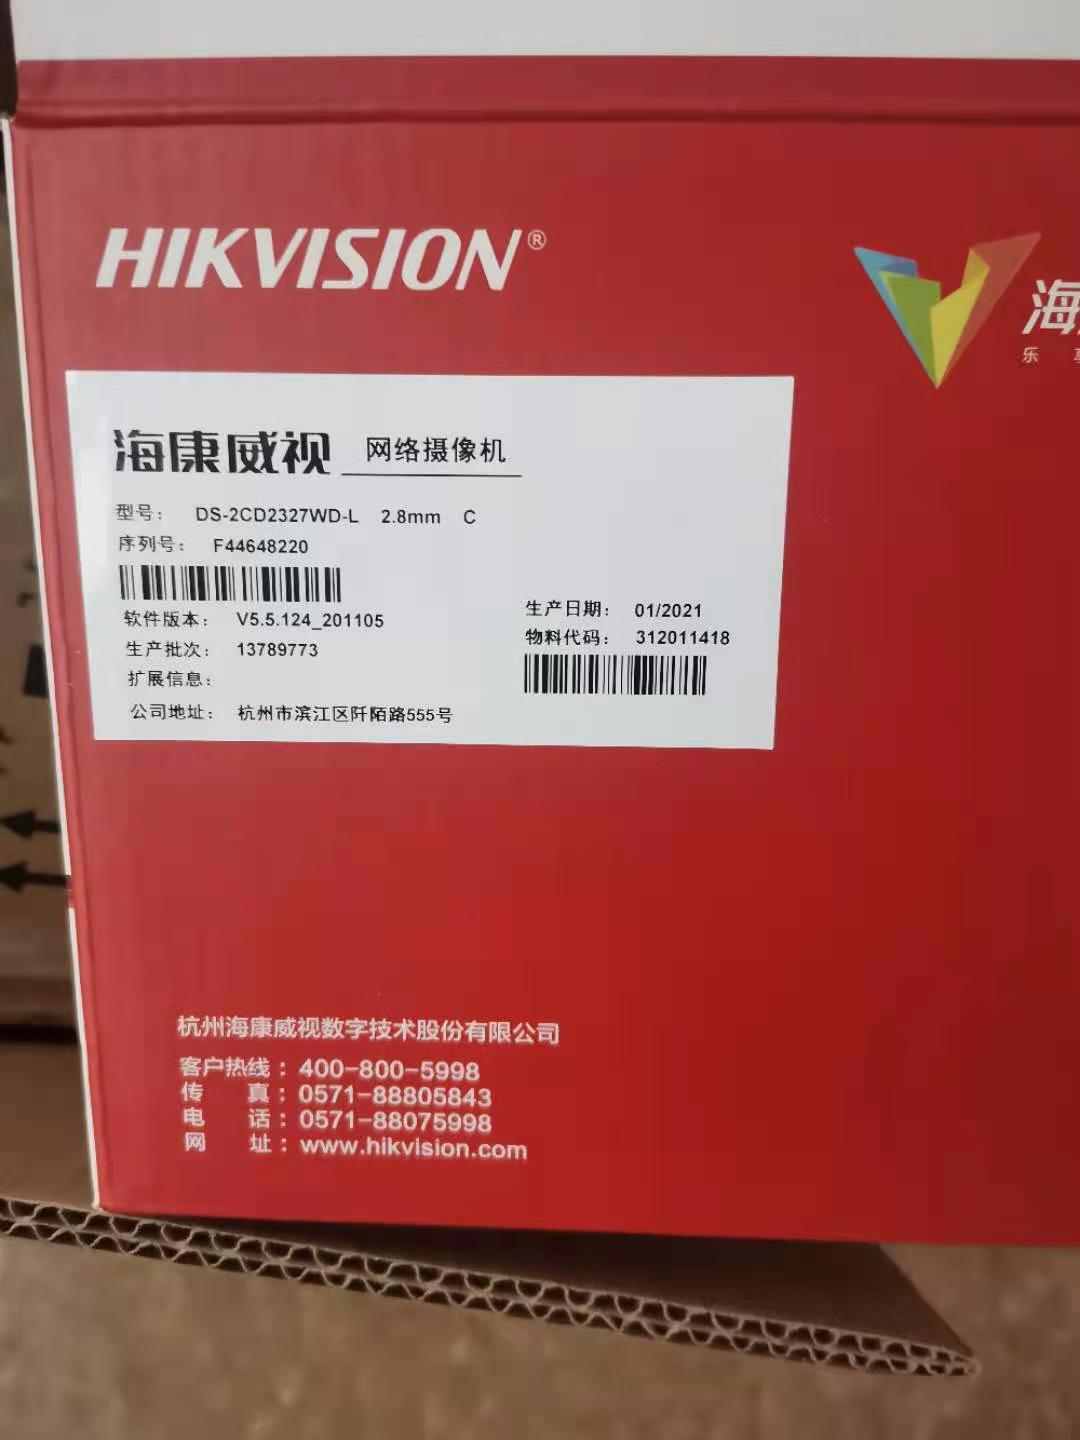 HIKVISION®
海
乐 享
海康威视 网络摄像机
型号： DS-2CD2327WD-L 2.8mm C
序列号： F44648220
软件版本： V5.5.124_201105
生产日期： 01/2021
生产批次： 13789773
物料代码： 312011418
扩展信息：
公司地址： 杭州市滨江区阡陌路555号
杭州海康威视数字技术股份有限公司
客户热线：400-800-5998
传 真：0571-88805843
电 话：0571-88075998
网 址：www.hikvision.com